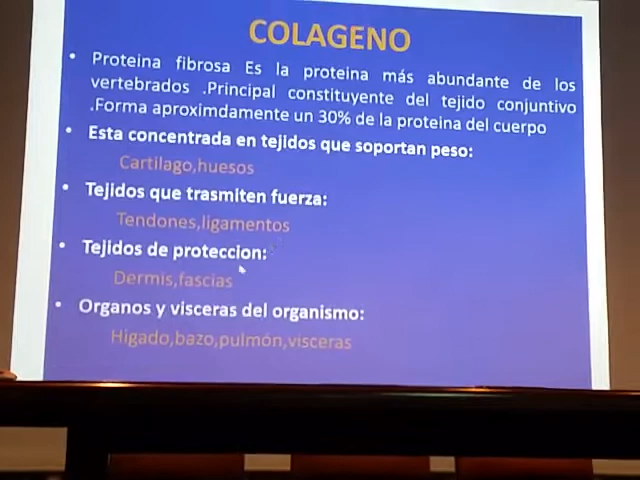 COLAGENO
• Proteina fibrosa Es la proteina más abundante de los
vertebrados .Principal constituyente del tejido conjuntivo
.Forma aproximdamente un 30% de la proteina del cuerpo
• Esta concentrada en tejidos que soportan peso:
Cartilago,huesos
• Tejidos que trasmiten fuerza:
Tendones,ligamentos
• Tejidos de proteccion:
Dermis,fascias
• Organos y visceras del organismo:
Higado,bazo,pulmón,visceras